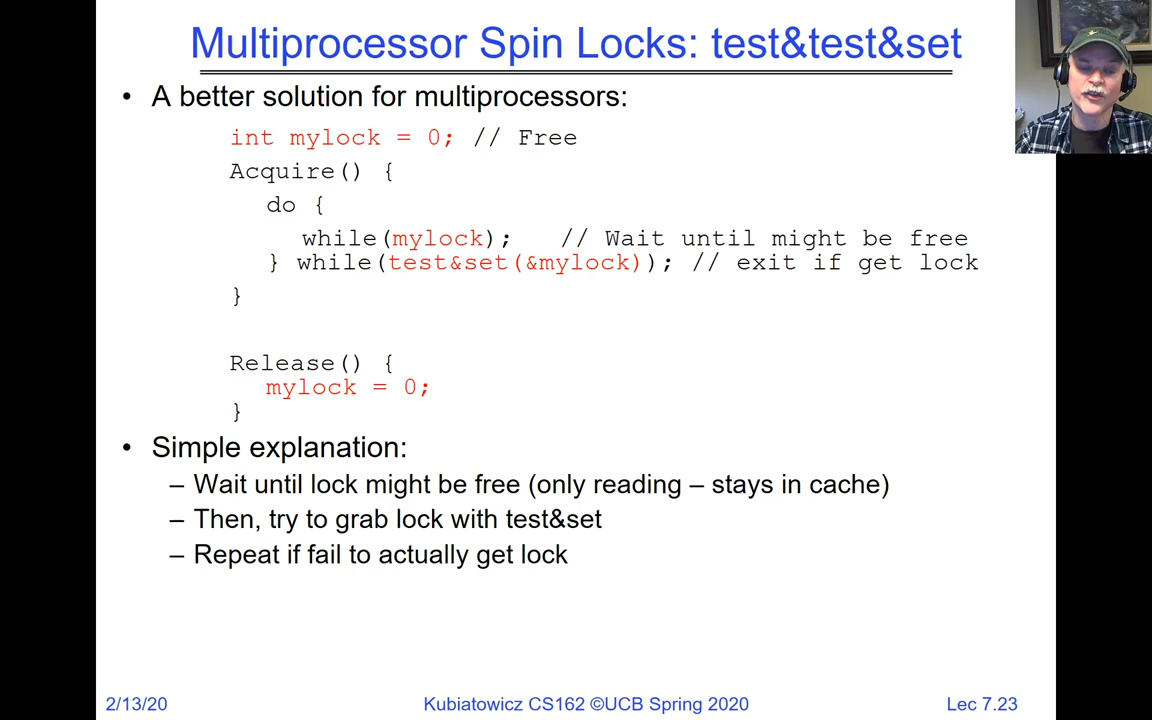 Multiprocessor Spin Locks: test&test&set
• A better solution for multiprocessors:
int mylock = 0; // Free
Acquire() {
do {
while(mylock); // Wait until might be free
} while(test&set(&mylock)); // exit if get lock
}
Release() {
mylock = 0;
}
• Simple explanation:
– Wait until lock might be free (only reading – stays in cache)
– Then, try to grab lock with test&set
– Repeat if fail to actually get lock
2/13/20 Kubiatowicz CS162 ©UCB Spring 2020 Lec 7.23